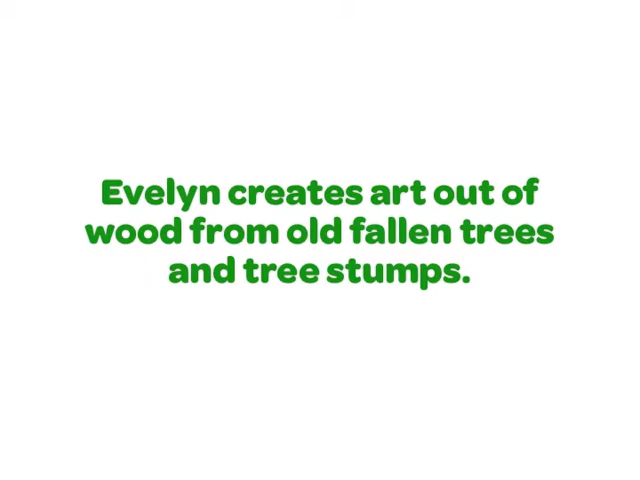 Evelyn creates art out of
wood from old fallen trees
and tree stumps.